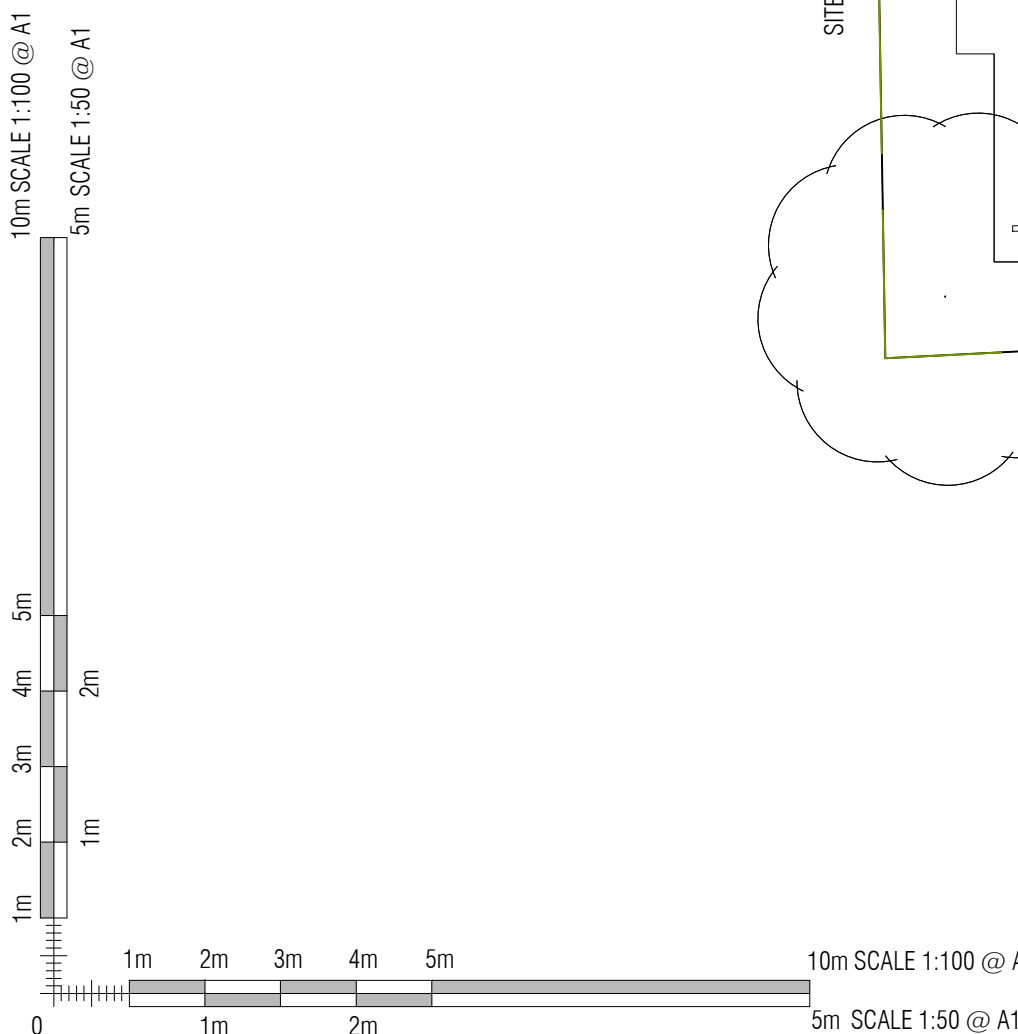 10m SCALE 1:100 @ A1
5m SCALE 1:50 @ A1
SITE
5m
4m
2m
3m
2m
1m
1m
1m 2m 3m 4m 5m
10m SCALE 1:100 @
0 1m 2m
5m SCALE 1:50 @ A1